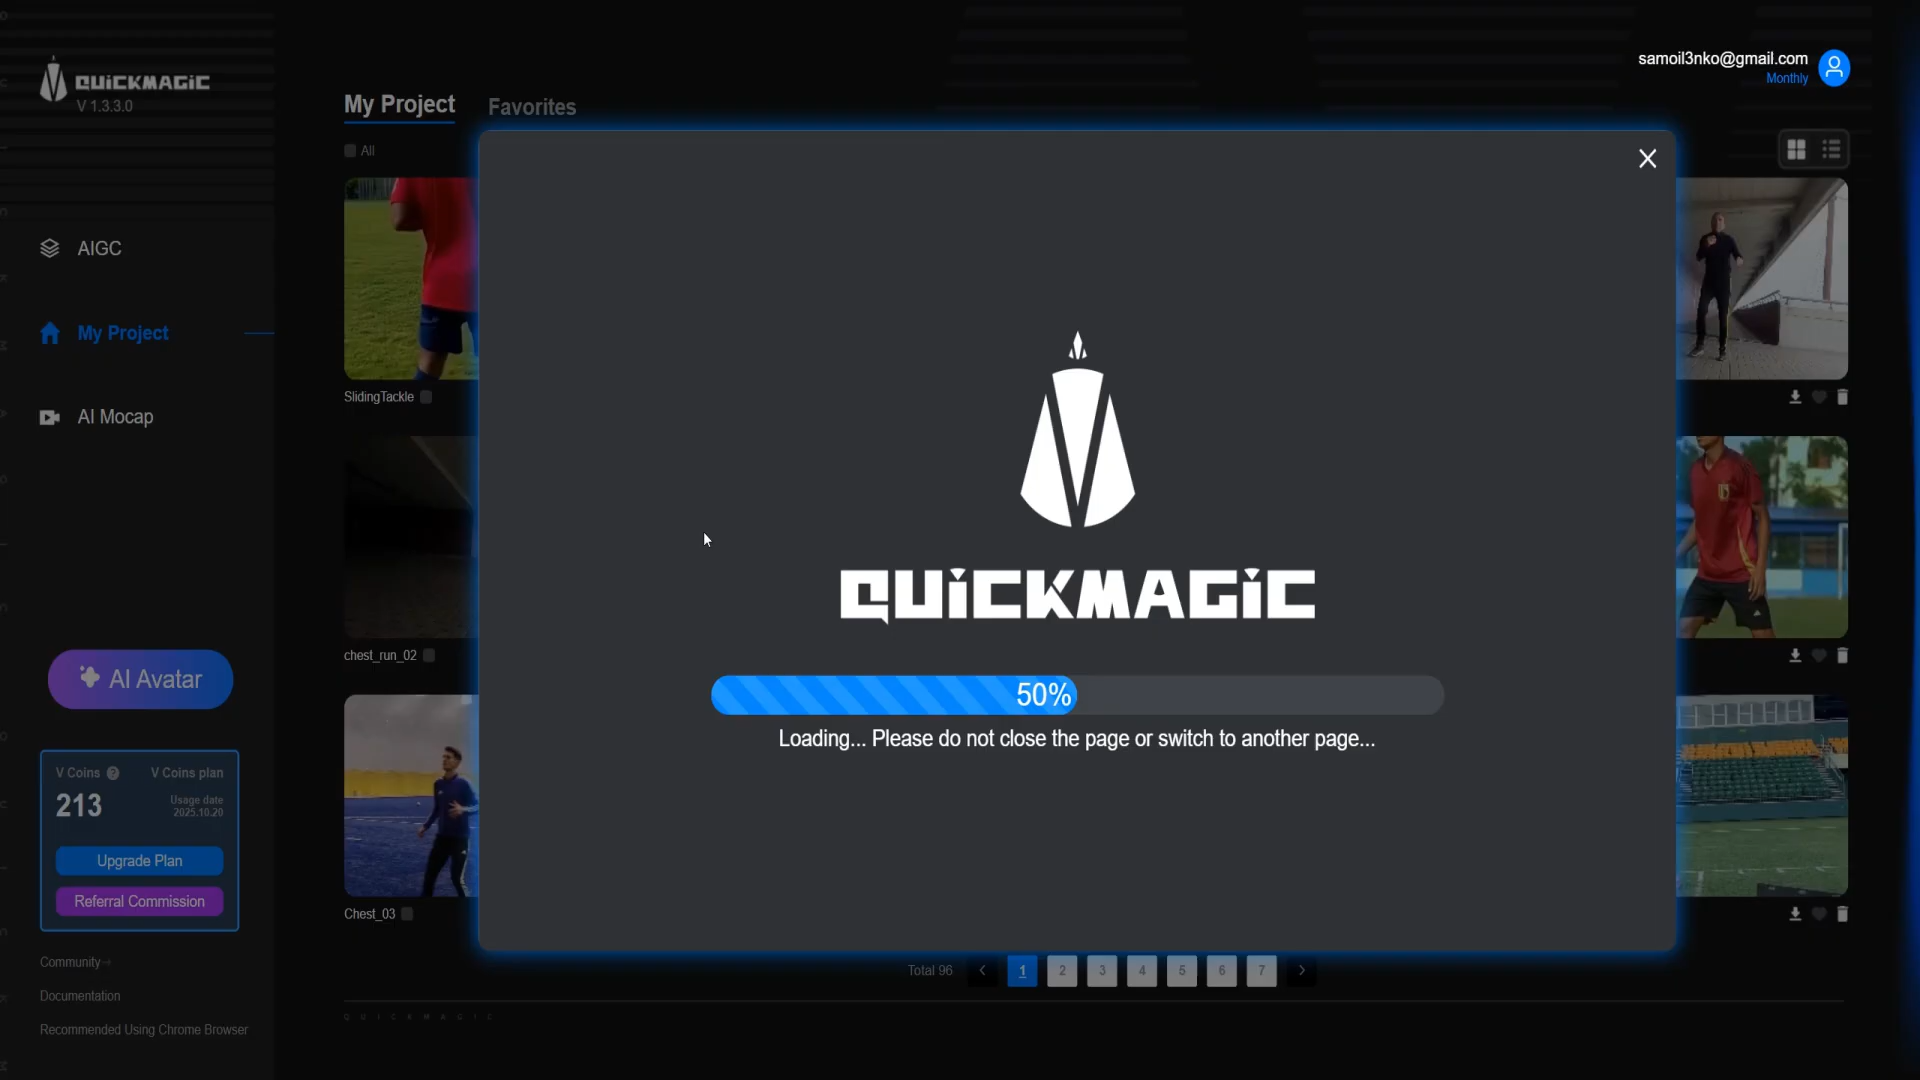 QUICKMAGIC
V 1.3.3.0
AIGC
My Project
AI Mocap
AI Avatar
V Coins ? V Coins plan
213
Usage date
2025.10.20
Upgrade Plan
Referral Commission
Community
Documentation
Recommended Using Chrome Browser
My Project Favorites
samoil3nko@gmail.com
Monthly
All
SlidingTackle
chest_run_02
Chest_03
QUICKMAGIC
50%
Loading... Please do not close the page or switch to another page...
Total 96 < 1 2 3 4 5 6 7 >
QUICKMAGIC